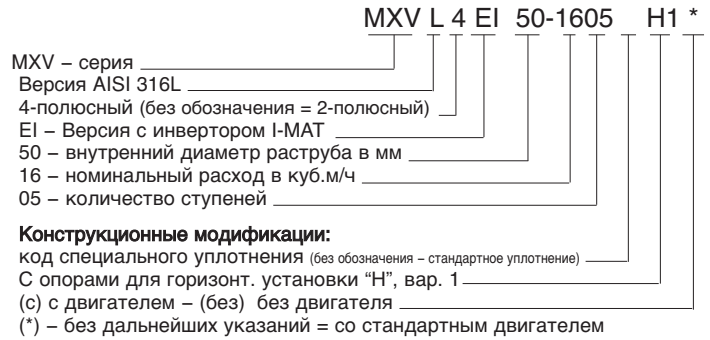 MXV L 4 EI 50-1605 H1 *
MXV – серия
Версия AISI 316L
4-полюсный (без обозначения = 2-полюсный)
EI – Версия с инвертором I-MAT
50 – внутренний диаметр раструба в мм
16 – номинальный расход в куб.м/ч
05 – количество ступеней
Конструкционные модификации:
код специального уплотнения (без обозначения – стандартное уплотнение)
С опорами для горизонт. установки “H”, вар. 1
(с) с двигателем – (без) без двигателя
(*) – без дальнейших указаний = со стандартным двигателем